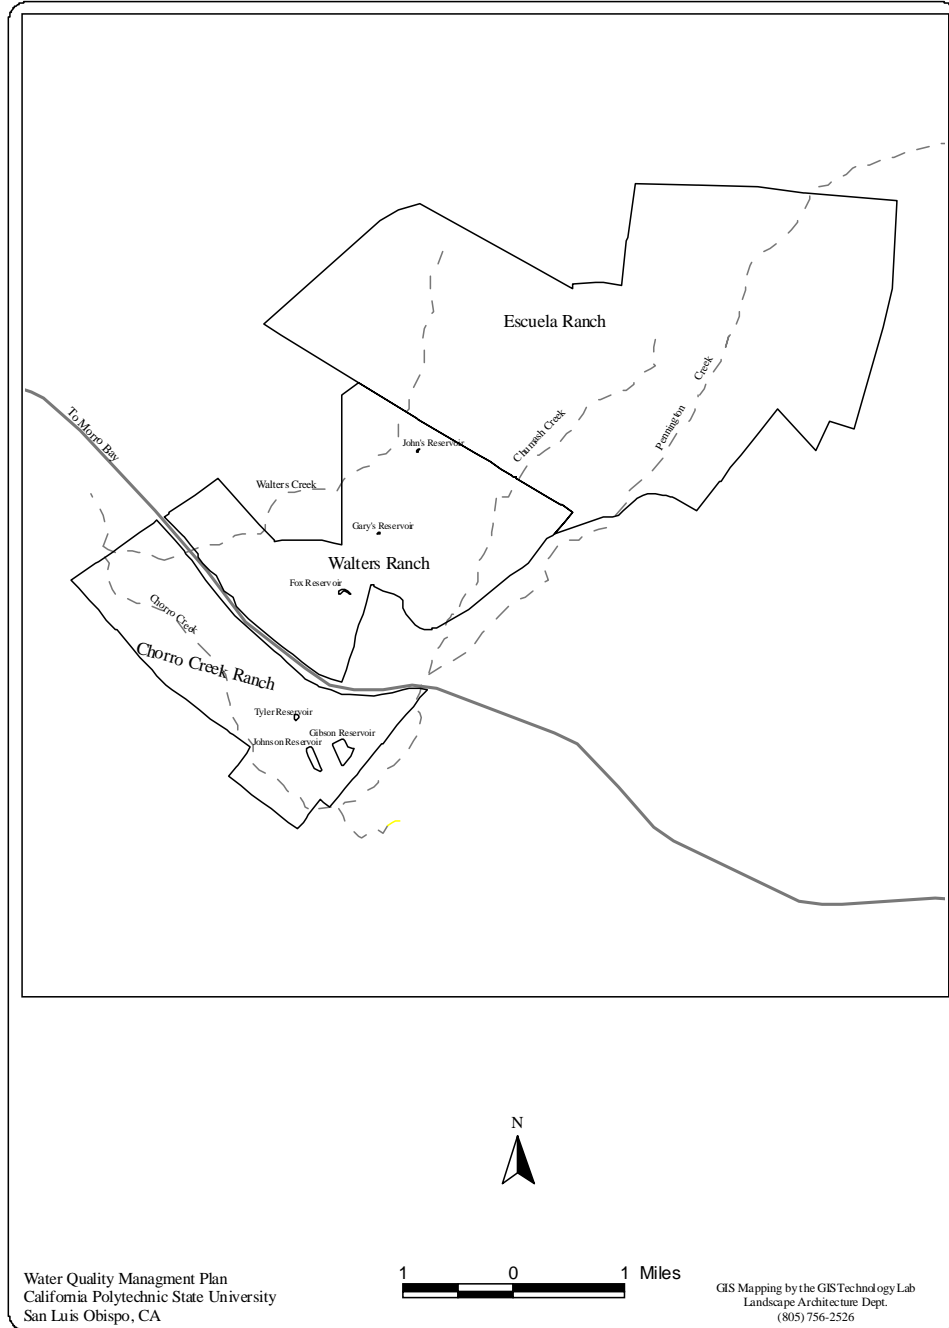 Escuela Ranch
Creek
Pennington
Chumash Creek
To Morro Bay
John's Reservoir
Walters Creek
Gary's Reservoir
Walters Ranch
Fox Reservoir
Chorro Creek
Chorro Creek Ranch
Tyler Reservoir
Gibson Reservoir
Johnson Reservoir
N
1 0 1 Miles
Water Quality Managment Plan
California Polytechnic State University
San Luis Obispo, CA
GIS Mapping by the GIS Technology Lab
Landscape Architecture Dept.
(805) 756-2526